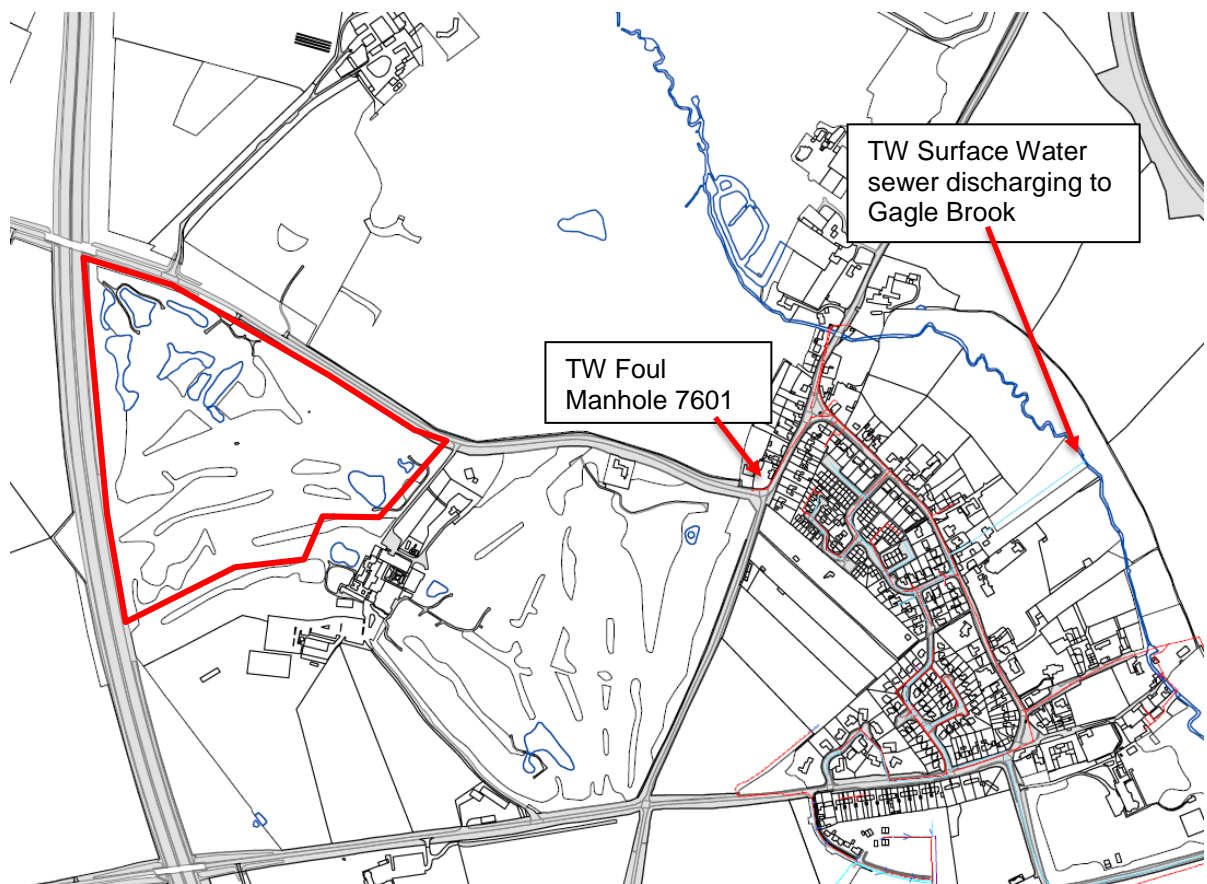 TW Surface Water
sewer discharging to
Gagle Brook
TW Foul
Manhole 7601